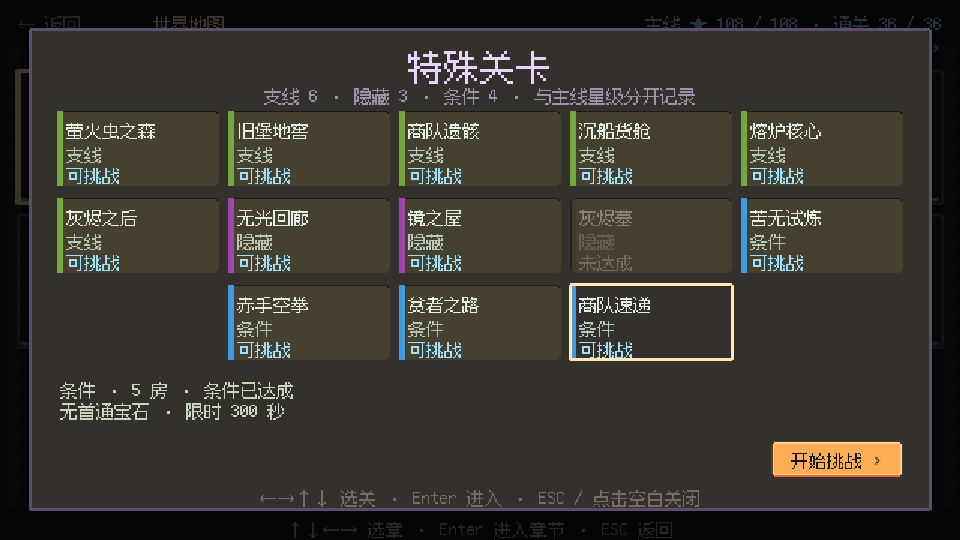 ← 返回 世界地图 主线 ★ 108 / 108 · 通关 36 / 36
特殊关卡
支线 6 · 隐藏 3 · 条件 4 · 与主线星级分开记录
萤火虫之森 旧堡地窖 商队遗骸 沉船货舱 熔炉核心
支线 支线 支线 支线 支线
可挑战 可挑战 可挑战 可挑战 可挑战
灰烬之后 无光回廊 镜之屋 灰烬墓 苦无试炼
支线 隐藏 隐藏 隐藏 条件
可挑战 可挑战 可挑战 未达成 可挑战
赤手空拳 贫者之路 商队速递
条件 条件 条件
可挑战 可挑战 可挑战
条件 · 5 房 · 条件已达成
无首通宝石 · 限时 300 秒
开始挑战 ›
←→↑↓ 选关 · Enter 进入 · ESC / 点击空白关闭
↑↓←→ 选章 · Enter 进入章节 · ESC 返回